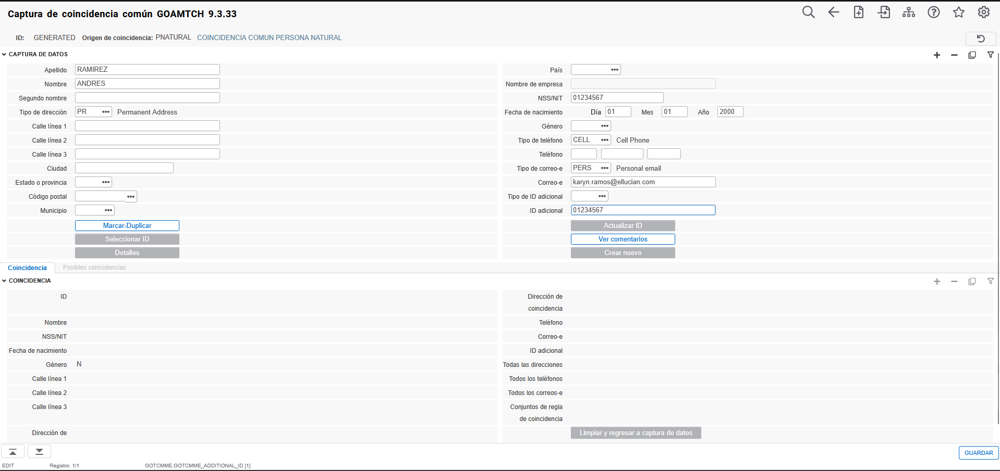 Captura de coincidencia común GOAMTCH 9.3.33
ID: GENERATED Origen de coincidencia: PNATURAL COINCIDENCIA COMUN PERSONA NATURAL
CAPTURA DE DATOS
Apellido RAMIREZ
Nombre ANDRES
Segundo nombre
Tipo de dirección PR Permanent Address
Calle línea 1
Calle línea 2
Calle línea 3
Ciudad
Estado o provincia
Código postal
Municipio
Marcar-Duplicar
Seleccionar ID
Detalles
País
Nombre de empresa
NSS/NIT 01234567
Fecha de nacimiento Día 01 Mes 01 Año 2000
Género
Tipo de teléfono CELL Cell Phone
Teléfono
Tipo de correo-e PERS Personal email
Correo-e karyn.ramos@ellucian.com
Tipo de ID adicional
ID adicional 01234567
Actualizar ID
Ver comentarios
Crear nuevo
Coincidencia Posibles coincidencias
COINCIDENCIA
ID
Nombre
NSS/NIT
Fecha de nacimiento
Género N
Calle línea 1
Calle línea 2
Calle línea 3
Dirección de
Dirección de
coincidencia
Teléfono
Correo-e
ID adicional
Todas las direcciones
Todos los teléfonos
Todos los correos-e
Conjuntos de regla
de coincidencia
Limpiar y regresar a captura de datos
GUARDAR
EDIT Registro: 1/1 GOTCMME.GOTCMME_ADDITIONAL_ID [1]